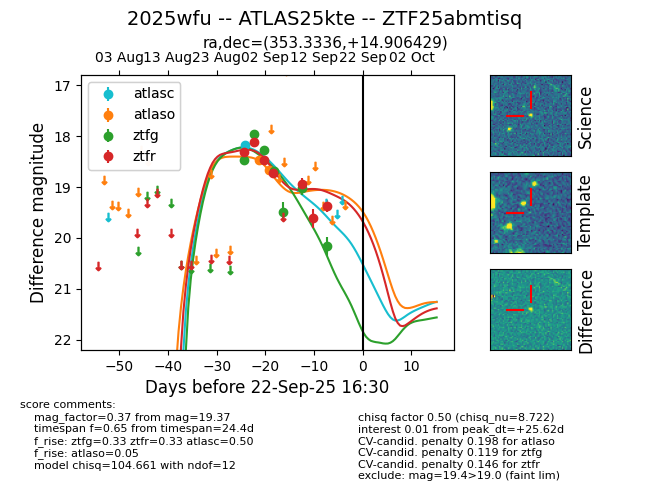 2025wfu -- ATLAS25kte -- ZTF25abmtisq
ra,dec=(353.3336,+14.906429)
03 Aug 13 Aug 23 Aug 02 Sep 12 Sep 22 Sep 02 Oct
atlasc
atlaso
ztfg
ztfr
17
18
19
20
21
22
Difference magnitude
−50 −40 −30 −20 −10 0 10
Days before 22-Sep-25 16:30
Science
Template
Difference
score comments:
mag_factor=0.37 from mag=19.37
timespan f=0.65 from timespan=24.4d
f_rise: ztfg=0.33 ztfr=0.33 atlasc=0.50
f_rise: atlaso=0.05
model chisq=104.661 with ndof=12
chisq factor 0.50 (chisq_nu=8.722)
interest 0.01 from peak_dt=+25.62d
CV-candid. penalty 0.198 for atlaso
CV-candid. penalty 0.119 for ztfg
CV-candid. penalty 0.146 for ztfr
exclude: mag=19.4>19.0 (faint lim)